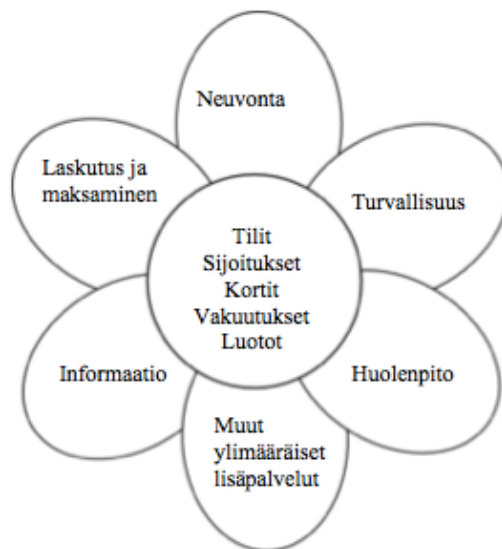 Neuvonta
Laskutus ja
maksaminen
Turvallisuus
Tilit
Sijoitukset
Kortit
Vakuutukset
Luotot
Informaatio
Huolenpito
Muut
ylimääräiset
lisäpalvelut